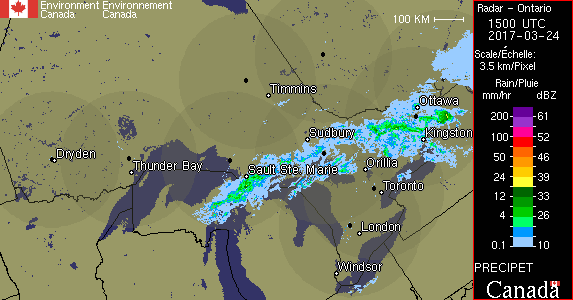 Environment Environnement
Canada Canada
100 KM
Timmins
Ottawa
Sudbury
Kingston
Dryden
Thunder Bay
Sault Ste. Marie
Orillia
Toronto
London
Windsor
Radar - Ontario
1500 UTC
2017-03-24
Scale/Échelle:
3.5 km/Pixel
Rain/Pluie
mm/hr dBZ
200 61
100 52
50 46
24 39
12 33
4 26
0.1 10
PRECIPET
Canada